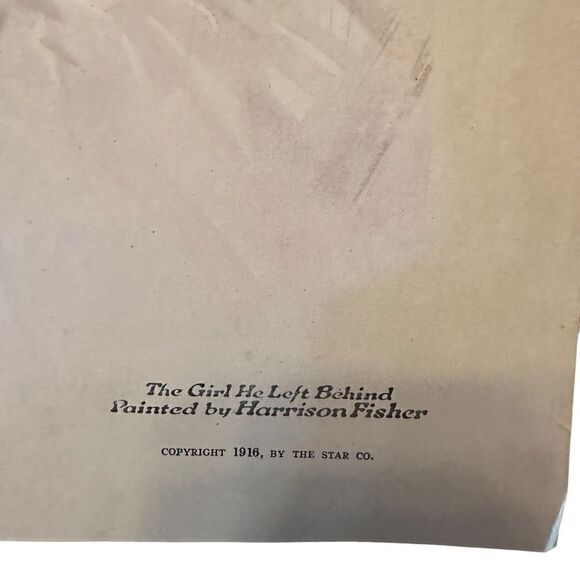 The Girl He Left Behind
Painted by Harrison Fisher
COPYRIGHT 1916, BY THE STAR CO.